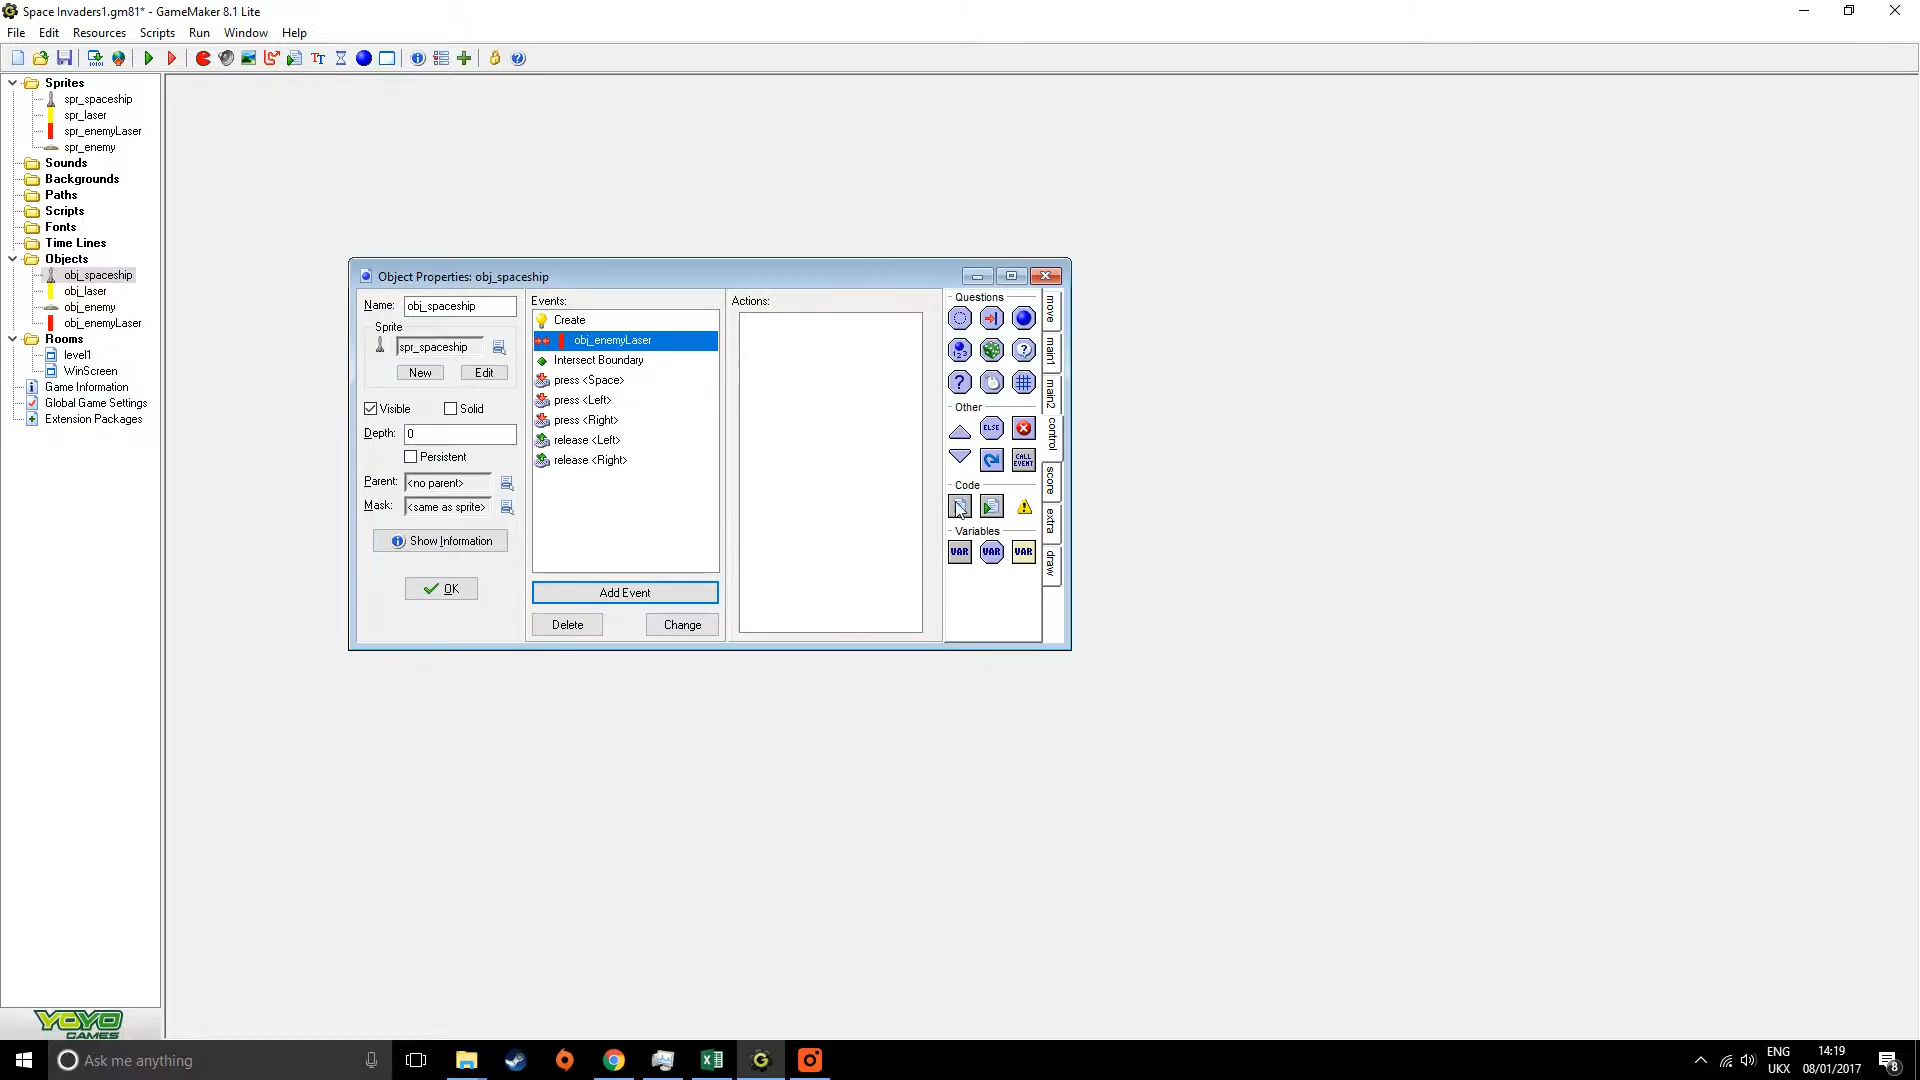 Space Invaders1.gm81* - GameMaker 8.1 Lite
File Edit Resources Scripts Run Window Help
Sprites
spr_spaceship
spr_laser
spr_enemyLaser
spr_enemy
Sounds
Backgrounds
Paths
Scripts
Fonts
Time Lines
Objects
obj_spaceship
obj_laser
obj_enemy
obj_enemyLaser
Rooms
level1
WinScreen
Game Information
Global Game Settings
Extension Packages
YOYO GAMES
Object Properties: obj_spaceship
Name: obj_spaceship
Sprite
spr_spaceship
New Edit
Visible Solid
Depth: 0
Persistent
Parent: <no parent>
Mask: <same as sprite>
Show Information
OK
Events:
Create
obj_enemyLaser
Intersect Boundary
press <Space>
press <Left>
press <Right>
release <Left>
release <Right>
Add Event
Delete Change
Actions:
Questions
Other
ELSE
CALL EVENT
Code
Variables
VAR VAR VAR
move
main1
main2
control
score
extra
draw
Ask me anything
ENG
UKX
14:19
08/01/2017
8